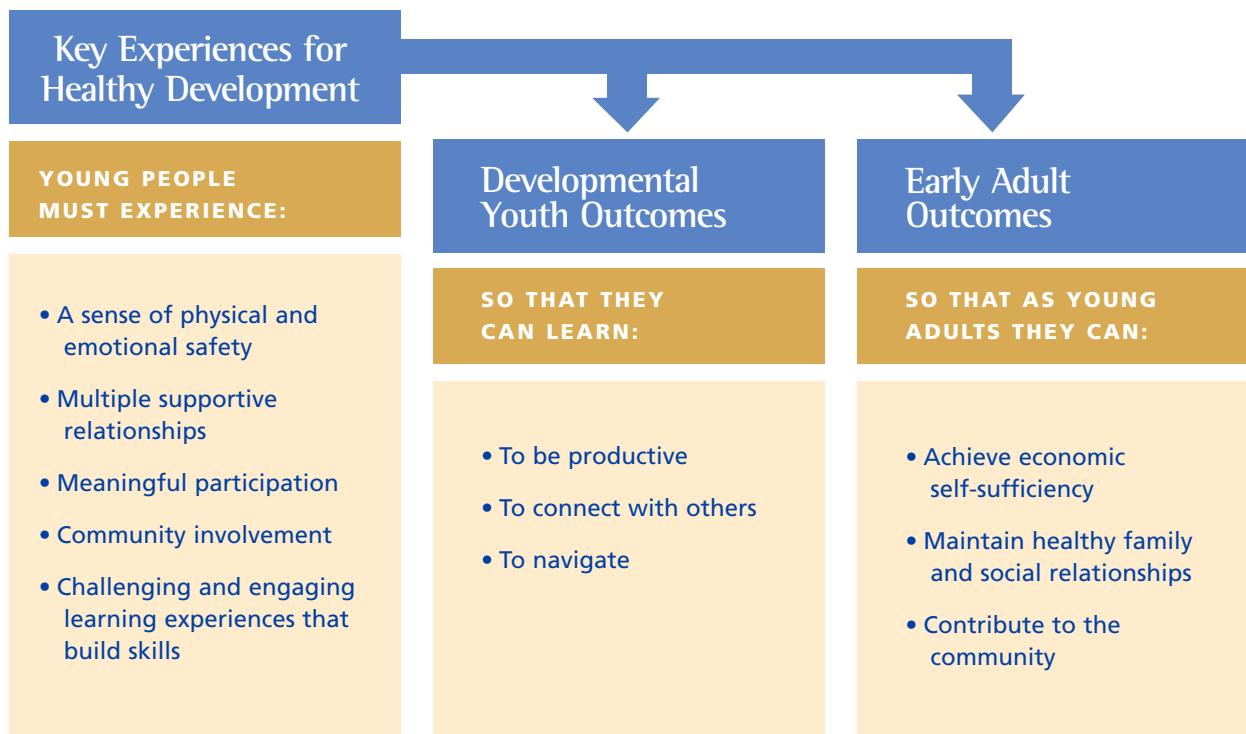 Key Experiences for
Healthy Development
YOUNG PEOPLE
MUST EXPERIENCE:
• A sense of physical and
emotional safety
• Multiple supportive
relationships
• Meaningful participation
• Community involvement
• Challenging and engaging
learning experiences that
build skills
Developmental
Youth Outcomes
SO THAT THEY
CAN LEARN:
• To be productive
• To connect with others
• To navigate
Early Adult
Outcomes
SO THAT AS YOUNG
ADULTS THEY CAN:
• Achieve economic
self-sufficiency
• Maintain healthy family
and social relationships
• Contribute to the
community